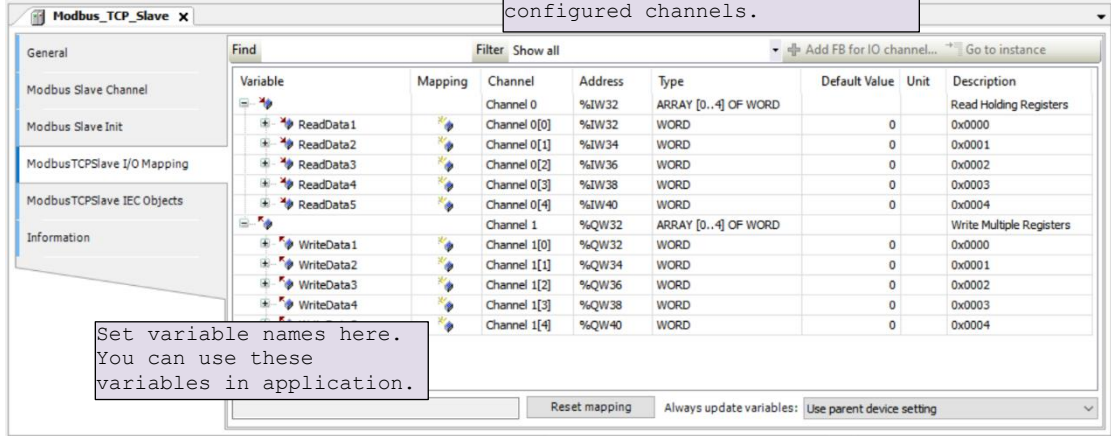 Modbus_TCP_Slave X
configured channels.
General
Modbus Slave Channel
Modbus Slave Init
ModbusTCPSlave I/O Mapping
ModbusTCPSlave IEC Objects
Information
Find Filter Show all Add FB for IO channel... Go to instance
Variable Mapping Channel Address Type Default Value Unit Description
Channel 0 %IW32 ARRAY [0..4] OF WORD Read Holding Registers
ReadData1 Channel 0[0] %IW32 WORD 0 0x0000
ReadData2 Channel 0[1] %IW34 WORD 0 0x0001
ReadData3 Channel 0[2] %IW36 WORD 0 0x0002
ReadData4 Channel 0[3] %IW38 WORD 0 0x0003
ReadData5 Channel 0[4] %IW40 WORD 0 0x0004
Channel 1 %QW32 ARRAY [0..4] OF WORD Write Multiple Registers
WriteData1 Channel 1[0] %QW32 WORD 0 0x0000
WriteData2 Channel 1[1] %QW34 WORD 0 0x0001
WriteData3 Channel 1[2] %QW36 WORD 0 0x0002
WriteData4 Channel 1[3] %QW38 WORD 0 0x0003
Channel 1[4] %QW40 WORD 0 0x0004
Set variable names here.
You can use these
variables in application.
Reset mapping Always update variables: Use parent device setting